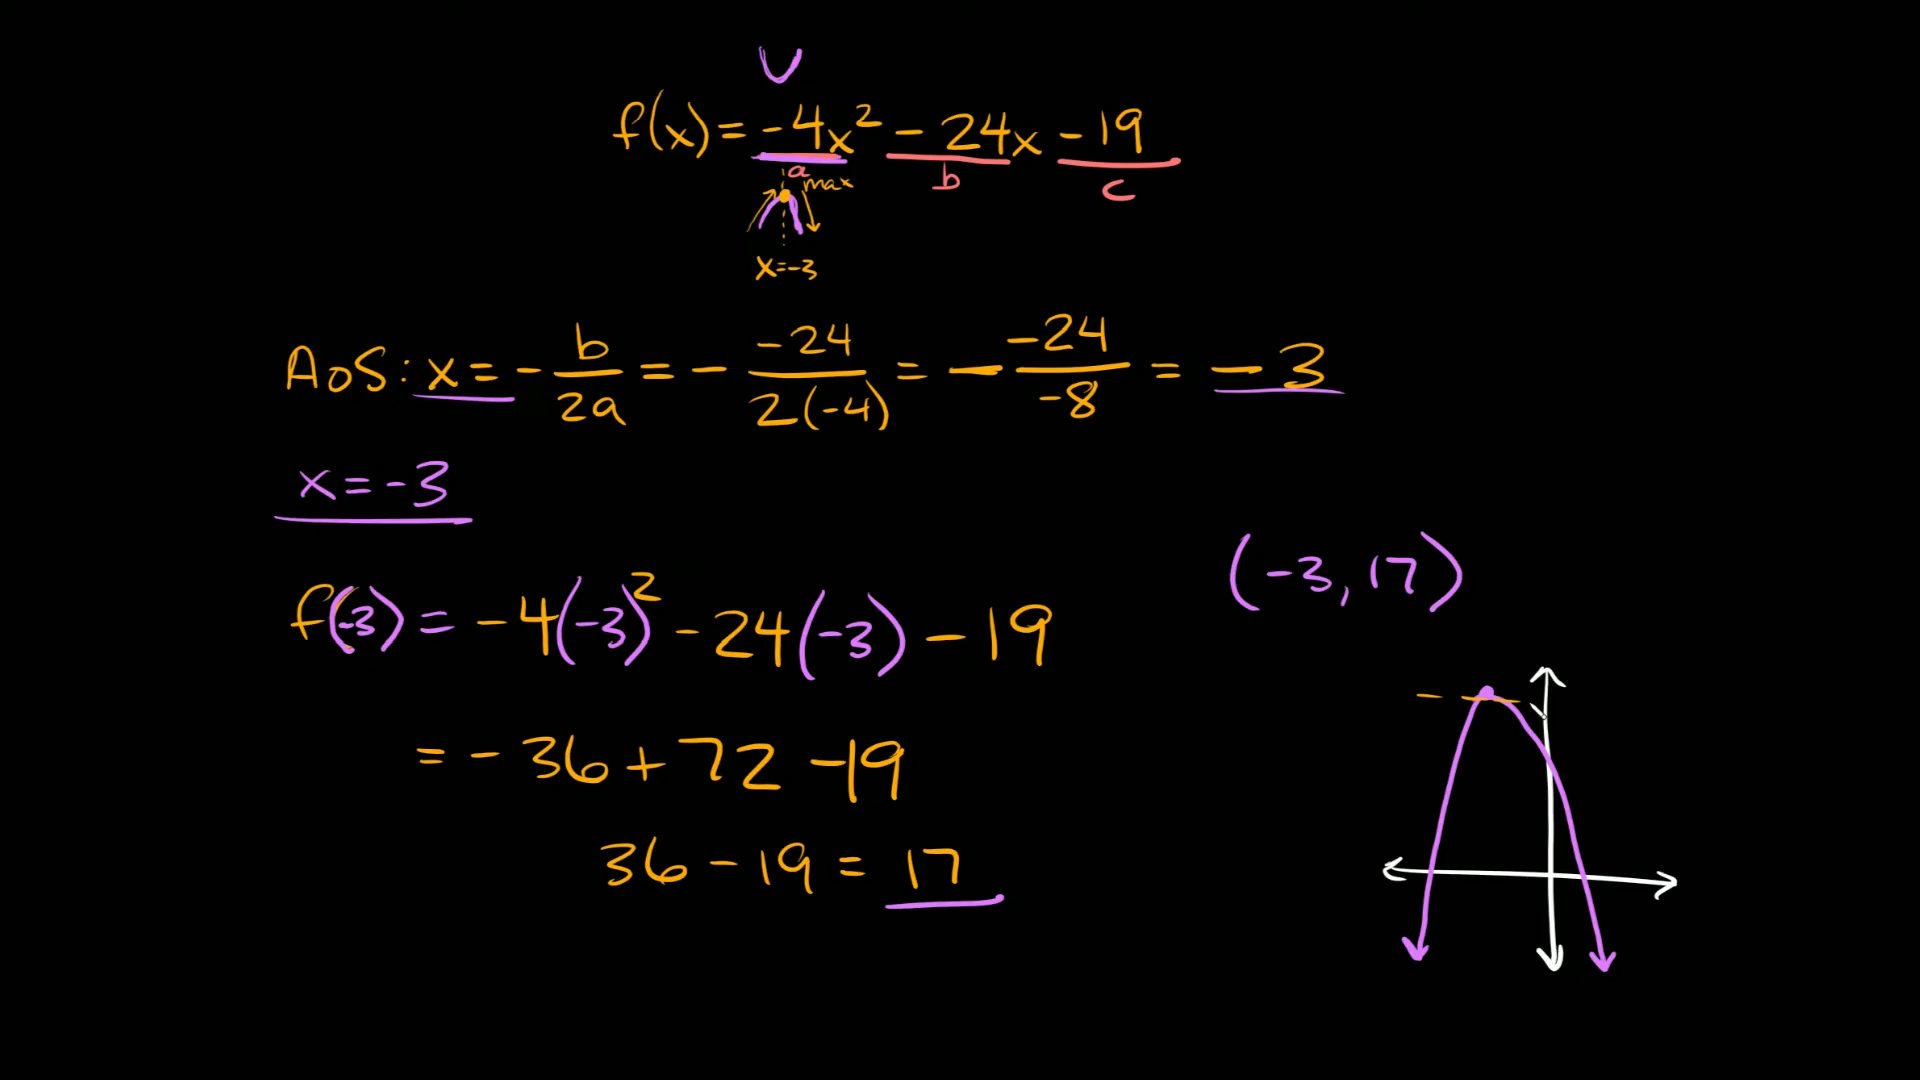 f(x) = -4x² - 24x - 19
a b c
max
x=-3
AoS: x = - b/2a = - -24/2(-4) = - -24/-8 = -3
x = -3
(-3, 17)
f(-3) = -4(-3)² - 24(-3) - 19
= -36 + 72 - 19
36 - 19 = 17